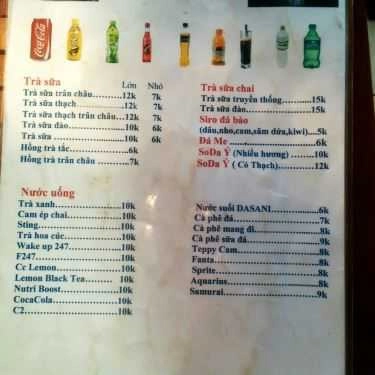 Coca-Cola
Trà sữa Lớn Nhỏ
Trà sữa trân châu............12k 7k
Trà sữa thạch..................12k 7k
Trà sữa thạch trân châu...12k 7k
Trà sữa đào....................10k 6k
Trà sữa ........................10k 6k
Hồng trà tắc....................6k
Hồng trà trân châu ............7k
Nước uống
Trà xanh........................10k
Cam ép chai....................10k
Sting............................10k
Trà hoa cúc....................10k
Wake up 247...................10k
F247.............................10k
Cc Lemon......................10k
Lemon Black Tea......... 10k
Nutri Boost....................10k
CocaCola......................10k
C2...............................10k
Trà sữa chai
Trà sữa truyền thống.........15k
Trà sữa đào.....................15k
Siro đá bào
(dâu,nho,cam,sâm dứa,kiwi)....5k
Đá Me ............................6k
SoDa Ý (Nhiều hương) .......10k
SoDa Ý ( Có Thạch)...........12k
Nước suối DASANI............6k
Cà phê đá........................7k
Cà phê mang đi.................8k
Cà phê sữa đá...................9k
Teppy Cam......................8k
Fanta..............................8k
Sprite..............................8k
Aquarius.........................8k
Samurai...........................9k